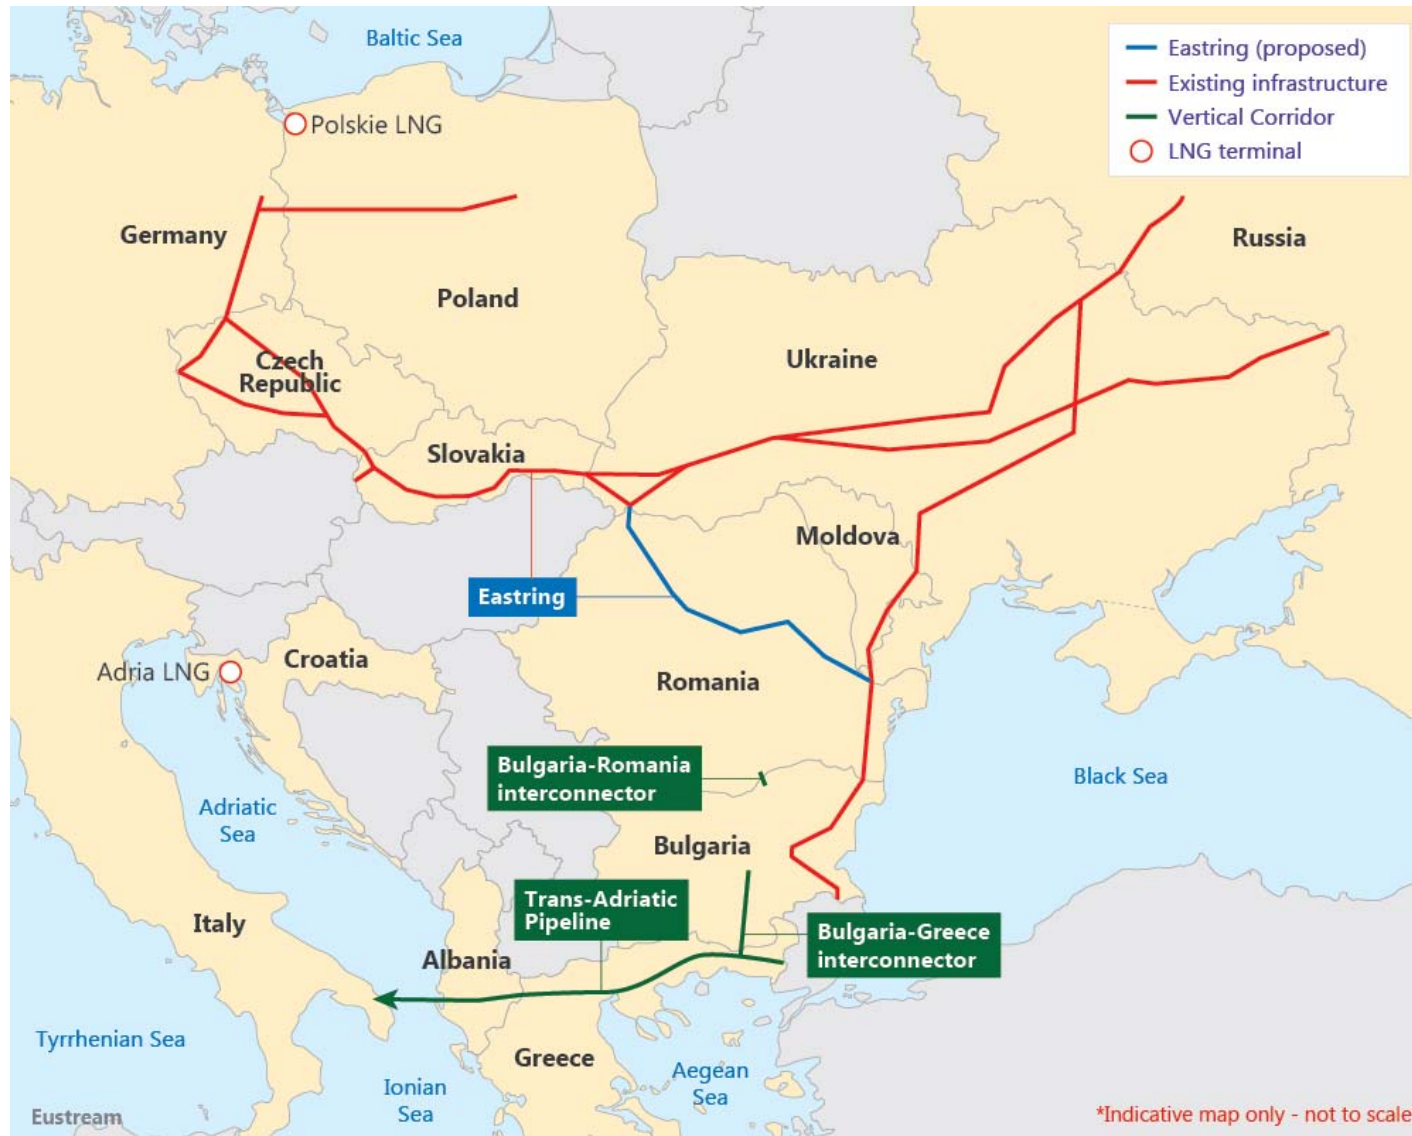 Baltic Sea
Eastring (proposed)
Existing infrastructure
Vertical Corridor
LNG terminal
Polskie LNG
Germany
Russia
Poland
Ukraine
Czech
Republic
Slovakia
Moldova
Eastring
Croatia
Adria LNG
Romania
Bulgaria-Romania
interconnector
Black Sea
Adriatic
Sea
Bulgaria
Trans-Adriatic
Pipeline
Italy
Bulgaria-Greece
interconnector
Albania
Tyrrhenian Sea
Greece
Aegean
Sea
Ionian
Sea
Eustream
*Indicative map only - not to scale